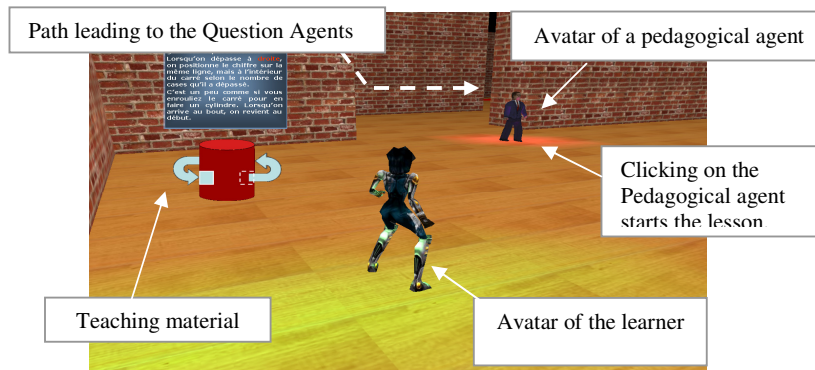 Path leading to the Question Agents
Avatar of a pedagogical agent
Lorsqu'on dépasse à droite,
on positionne le chiffre sur la
même ligne, mais à l'intérieur
du carré selon le nombre de
cases qu'il a dépassé.
C'est un peu comme si vous
enrouliez le carré pour en
faire un cylindre. Lorsqu'on
arrive au bout, on revient au
début.
Clicking on the
Pedagogical agent
starts the lesson.
Teaching material
Avatar of the learner